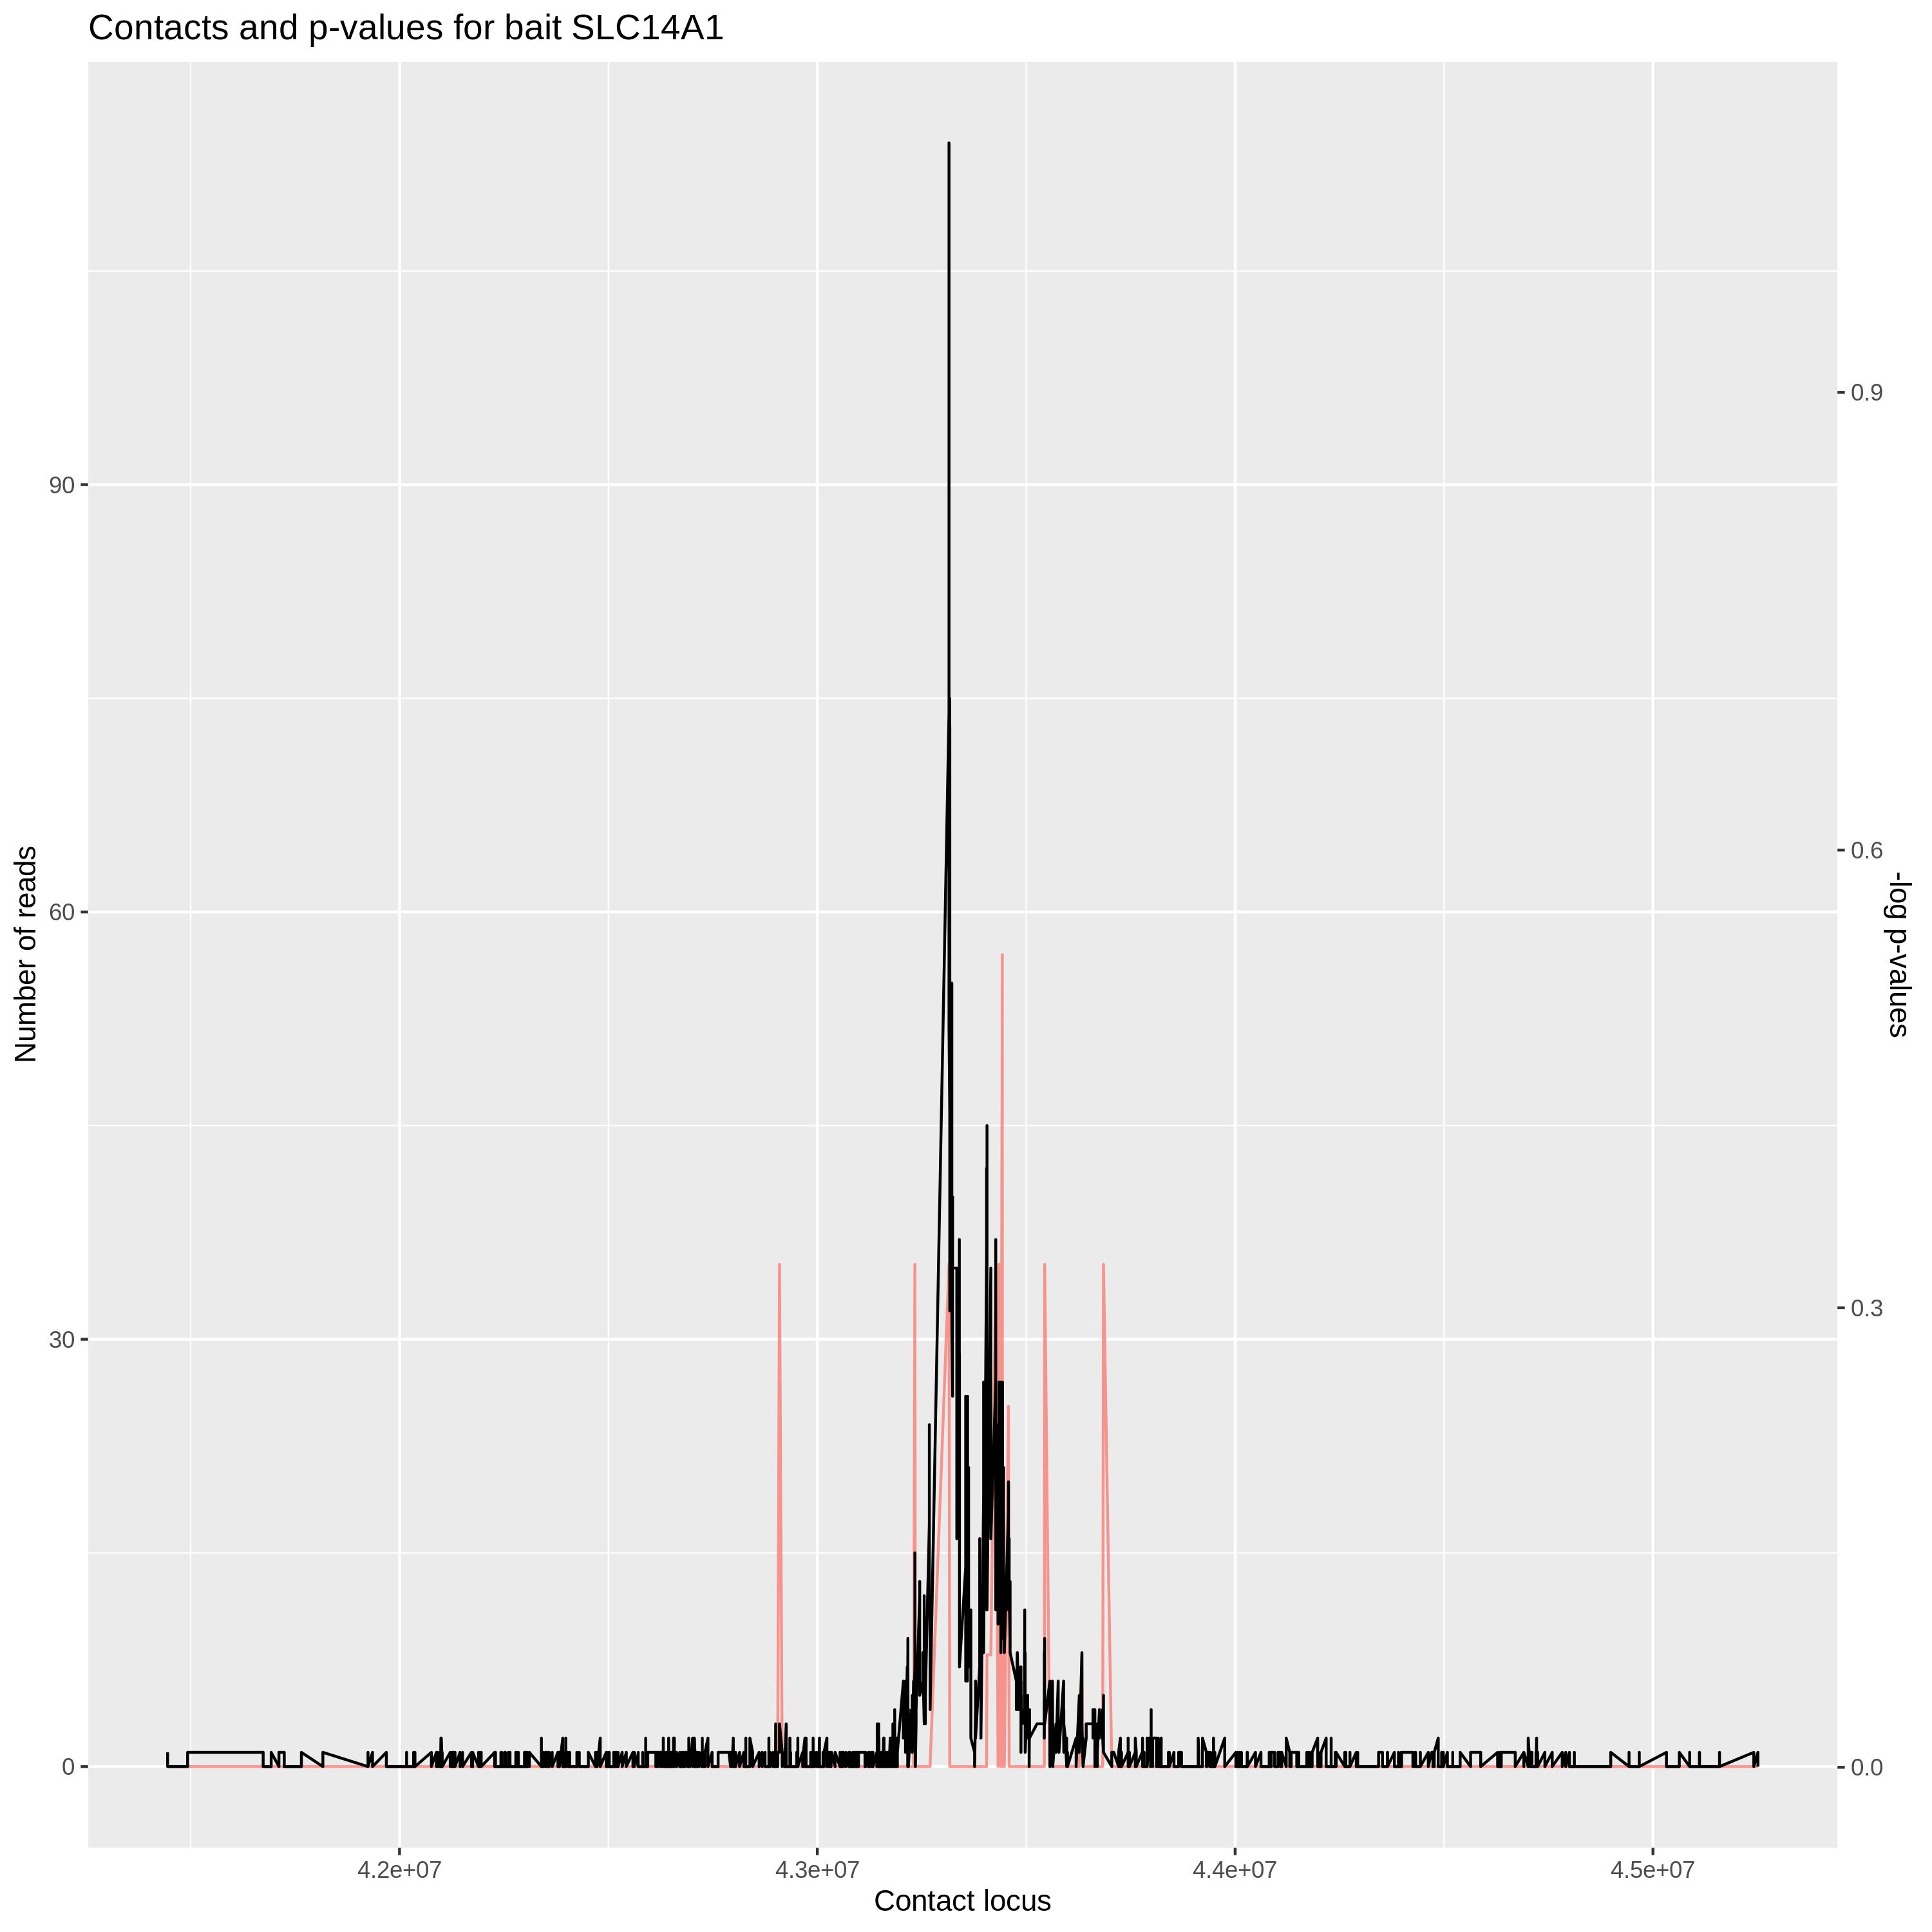 Contacts and p-values for bait SLC14A1
Number of reads
90
60
30
0
0.9
0.6
0.3
0.0
-log p-values
4.2e+07 4.3e+07 4.4e+07 4.5e+07
Contact locus